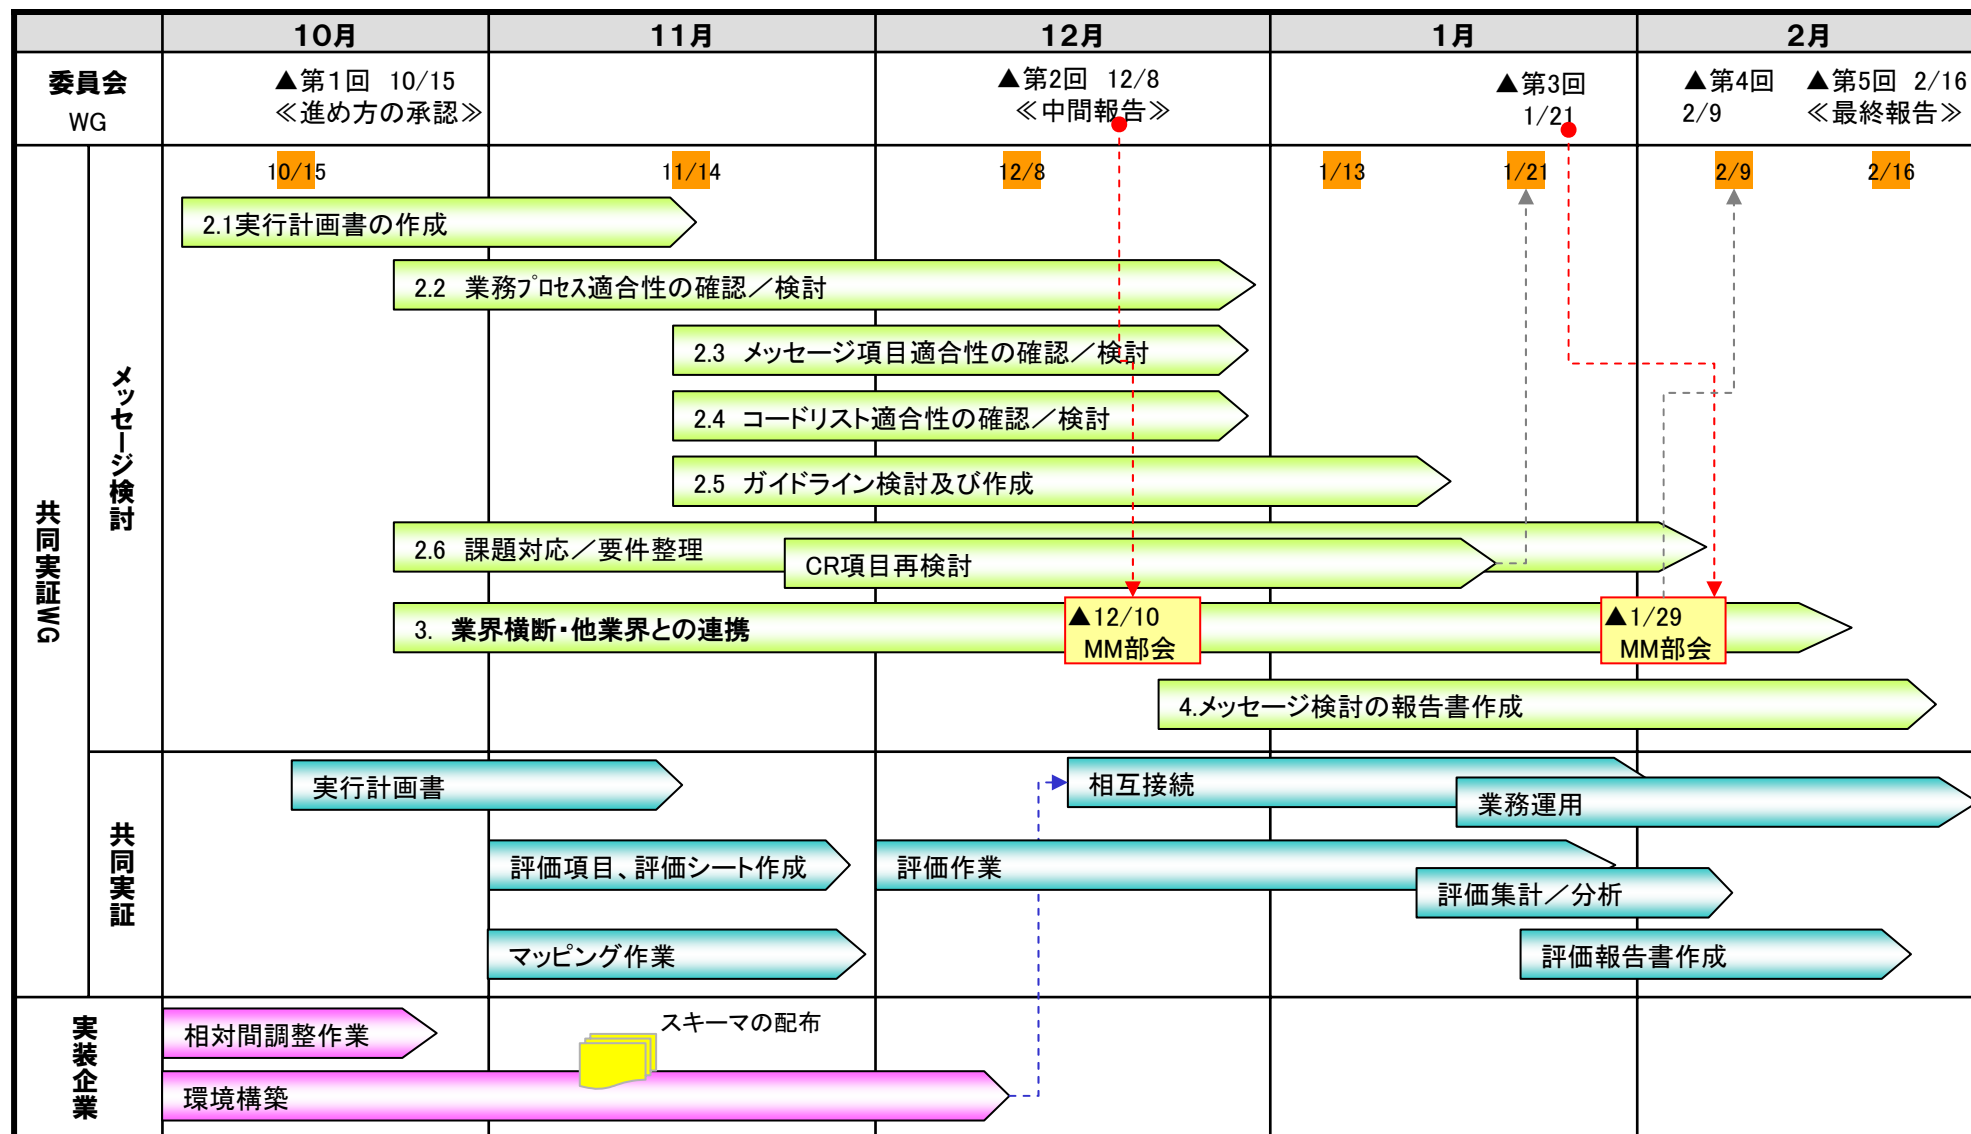 10月 11月 12月 1月 2月
委員会
WG
▲第1回 10/15
≪進め方の承認≫
▲第2回 12/8
≪中間報告≫
▲第3回
1/21
▲第4回
2/9
▲第5回 2/16
≪最終報告≫
共同実証WG
メッセージ検討
10/15 11/14 12/8 1/13 1/21 2/9 2/16
2.1実行計画書の作成
2.2 業務プロセス適合性の確認／検討
2.3 メッセージ項目適合性の確認／検討
2.4 コードリスト適合性の確認／検討
2.5 ガイドライン検討及び作成
2.6 課題対応／要件整理
CR項目再検討
3. 業界横断・他業界との連携
▲12/10
MM部会
▲1/29
MM部会
4.メッセージ検討の報告書作成
共同実証
実行計画書
相互接続
業務運用
評価項目、評価シート作成
評価作業
評価集計／分析
マッピング作業
評価報告書作成
実装企業
相対間調整作業
スキーマの配布
環境構築